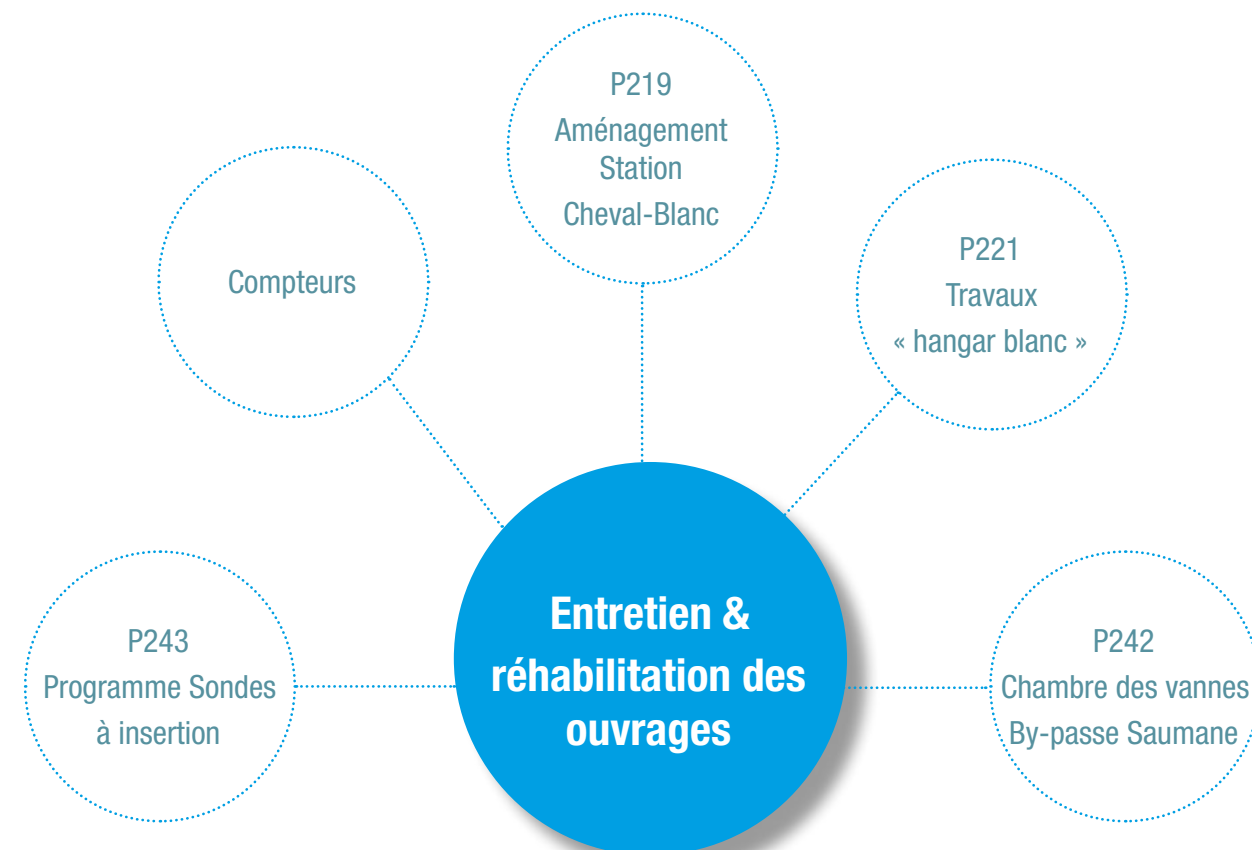 P219
Aménagement
Station
Cheval-Blanc
Compteurs
P221
Travaux
« hangar blanc »
Entretien &
réhabilitation des
ouvrages
P243
Programme Sondes
à insertion
P242
Chambre des vannes
By-passe Saumane